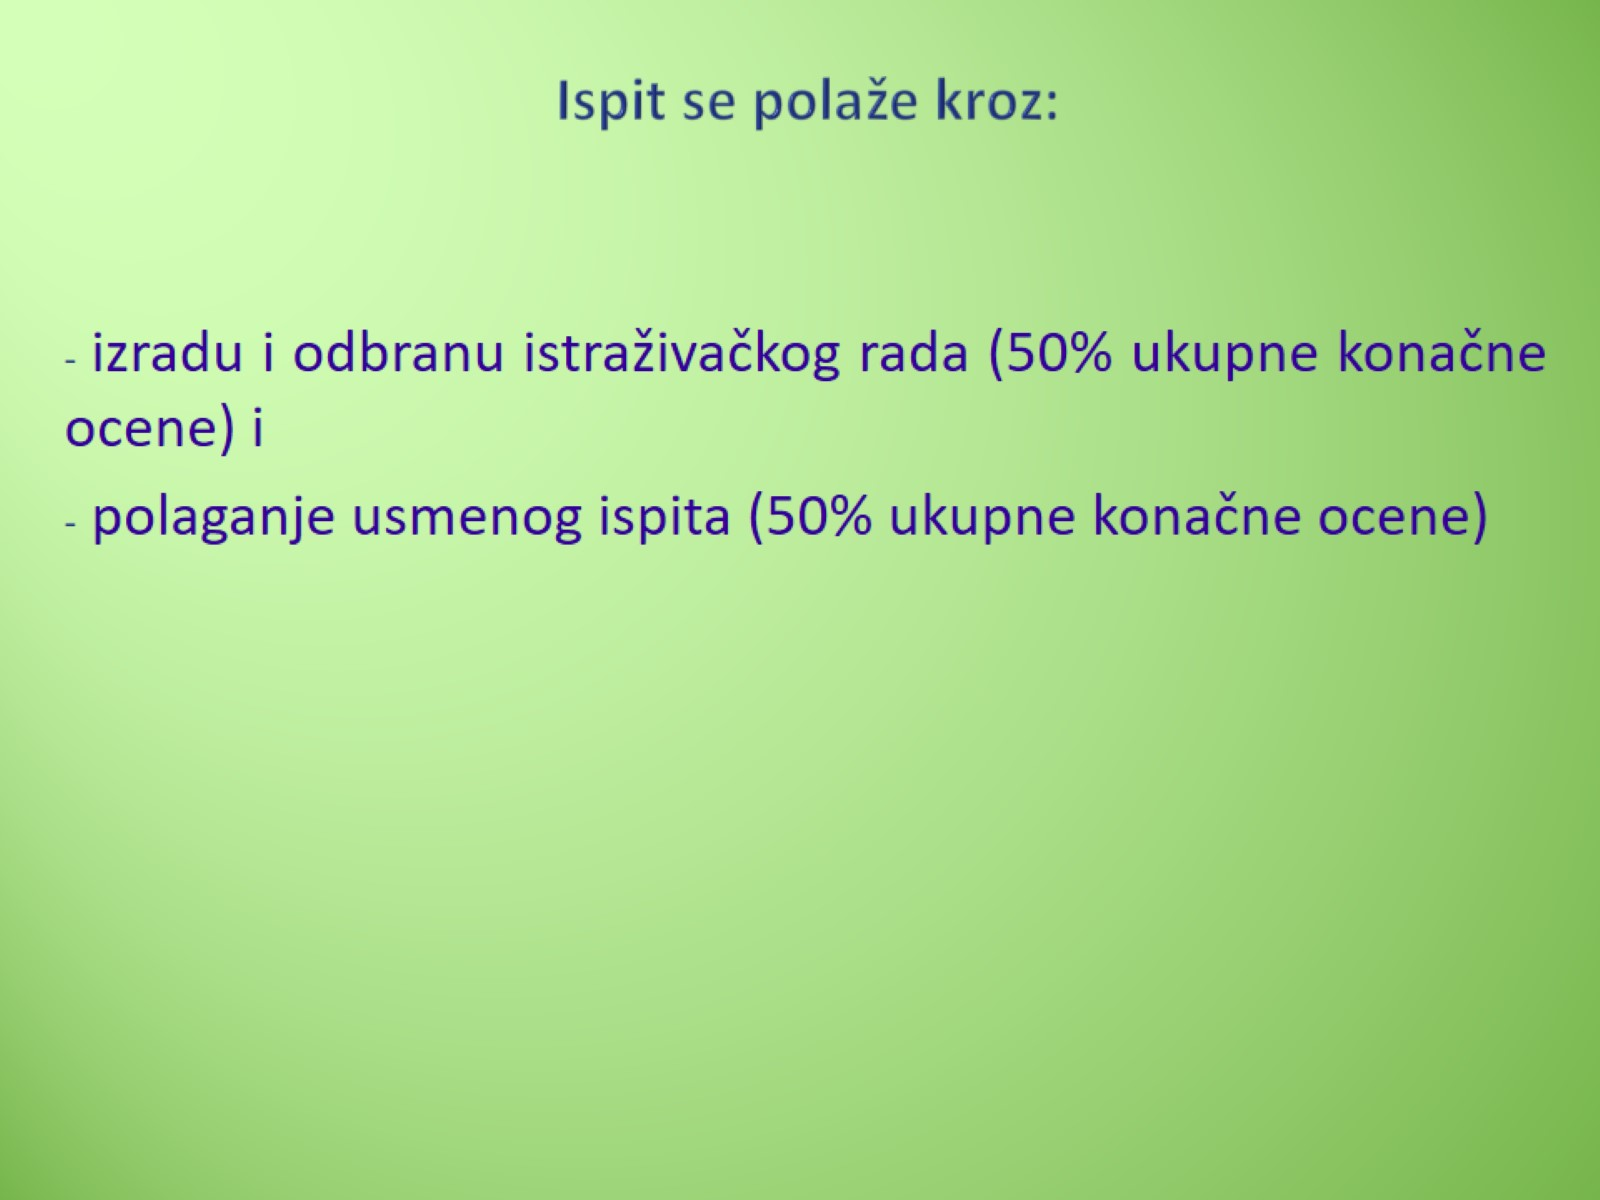 Ispit se polaže kroz:
- izradu i odbranu istraživačkog rada (50% ukupne konačne
ocene) i
- polaganje usmenog ispita (50% ukupne konačne ocene)